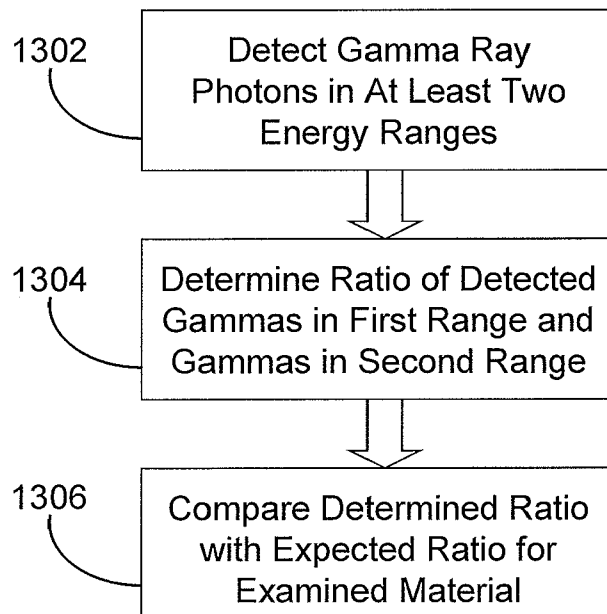 1302
Detect Gamma Ray
Photons in At Least Two
Energy Ranges
1304
Determine Ratio of Detected
Gammas in First Range and
Gammas in Second Range
1306
Compare Determined Ratio
with Expected Ratio for
Examined Material